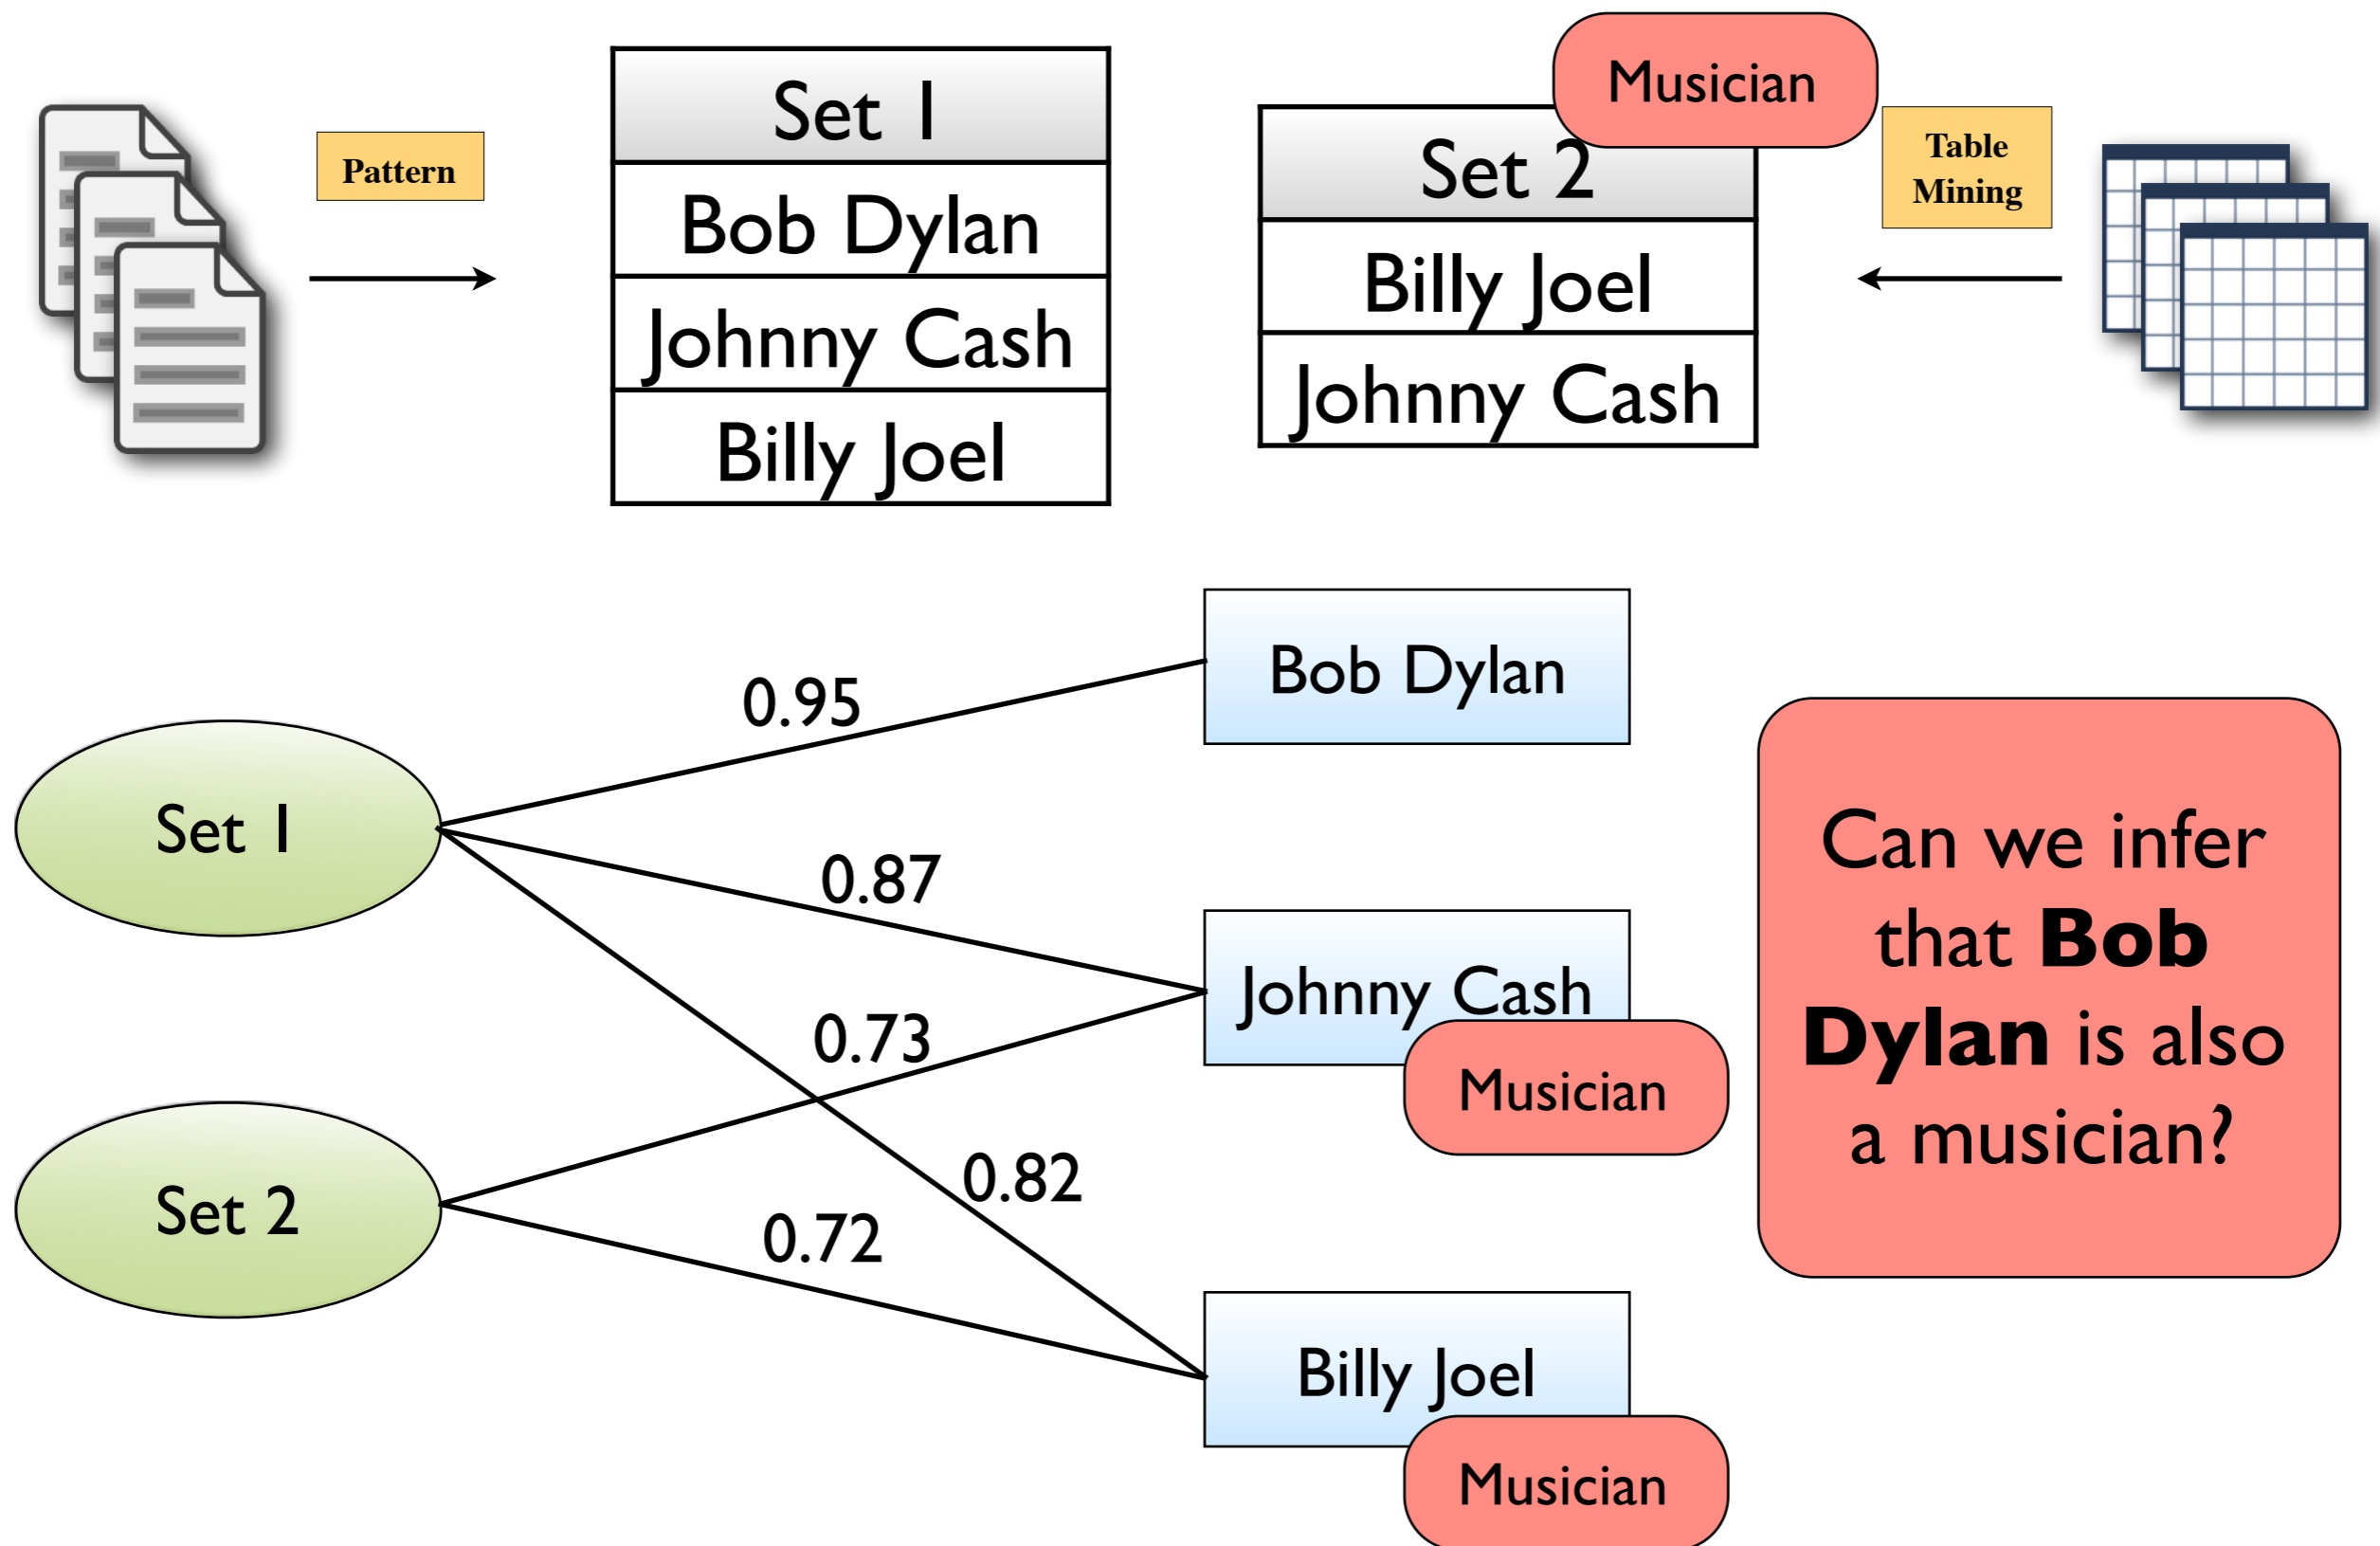 Pattern
Set 1
Bob Dylan
Johnny Cash
Billy Joel
Musician
Set 2
Billy Joel
Johnny Cash
Table
Mining
Set 1
Set 2
0.95
0.87
0.73
0.82
0.72
Bob Dylan
Johnny Cash
Musician
Billy Joel
Musician
Can we infer
that Bob
Dylan is also
a musician?